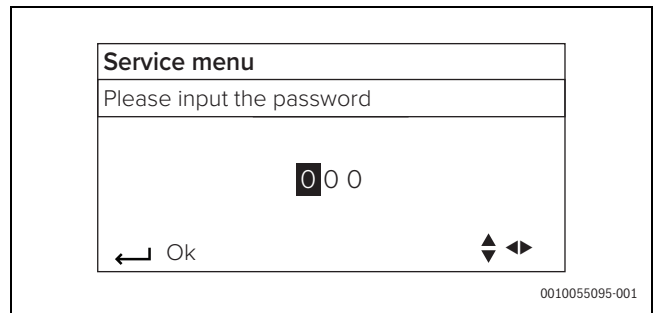 Service menu
Please input the password
0 0 0
Ok
0010055095-001